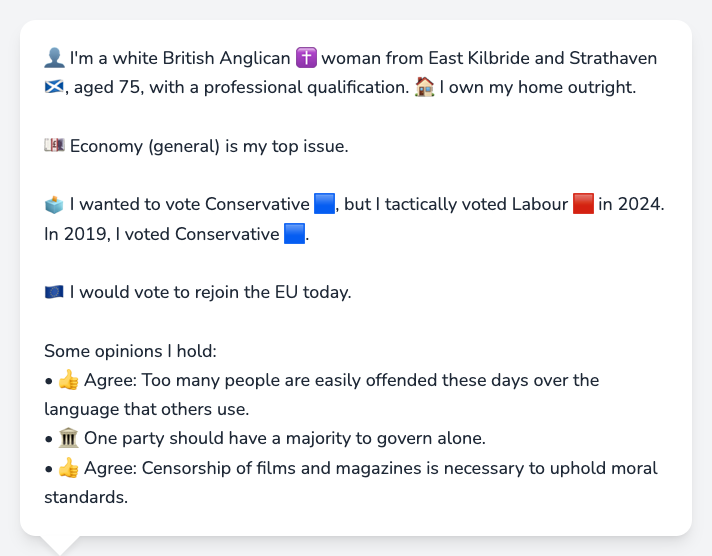 👤 I'm a white British Anglican ✝️ woman from East Kilbride and Strathaven
🏴󠁧󠁢󠁳󠁣󠁴󠁿, aged 75, with a professional qualification. 🏠 I own my home outright.
💷 Economy (general) is my top issue.
🗳️ I wanted to vote Conservative 🟦, but I tactically voted Labour 🟥 in 2024.
In 2019, I voted Conservative 🟦.
🇪🇺 I would vote to rejoin the EU today.
Some opinions I hold:
• 👍 Agree: Too many people are easily offended these days over the
language that others use.
• 🏛️ One party should have a majority to govern alone.
• 👍 Agree: Censorship of films and magazines is necessary to uphold moral
standards.